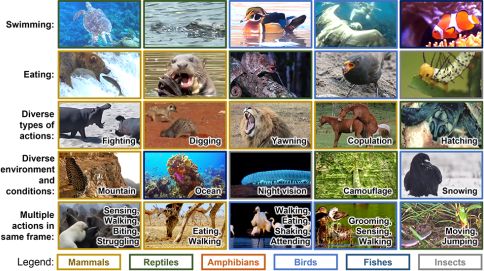 Swimming:
Eating:
Diverse
types of
actions:
Fighting
Digging
Yawning
Copulation
Hatching
Diverse
environment
and
conditions:
Mountain
Ocean
Night vision
Camouflage
Snowing
Multiple
actions in
same frame:
Sensing,
Walking,
Biting,
Struggling
Eating,
Walking
Walking,
Eating,
Shaking,
Attending
Grooming,
Sensing,
Walking
Moving,
Jumping
Legend:
Mammals
Reptiles
Amphibians
Birds
Fishes
Insects